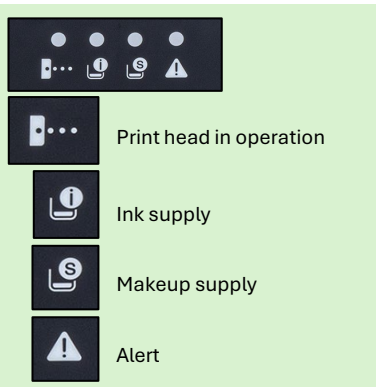 i S
Print head in operation
i
Ink supply
S
Makeup supply
Alert